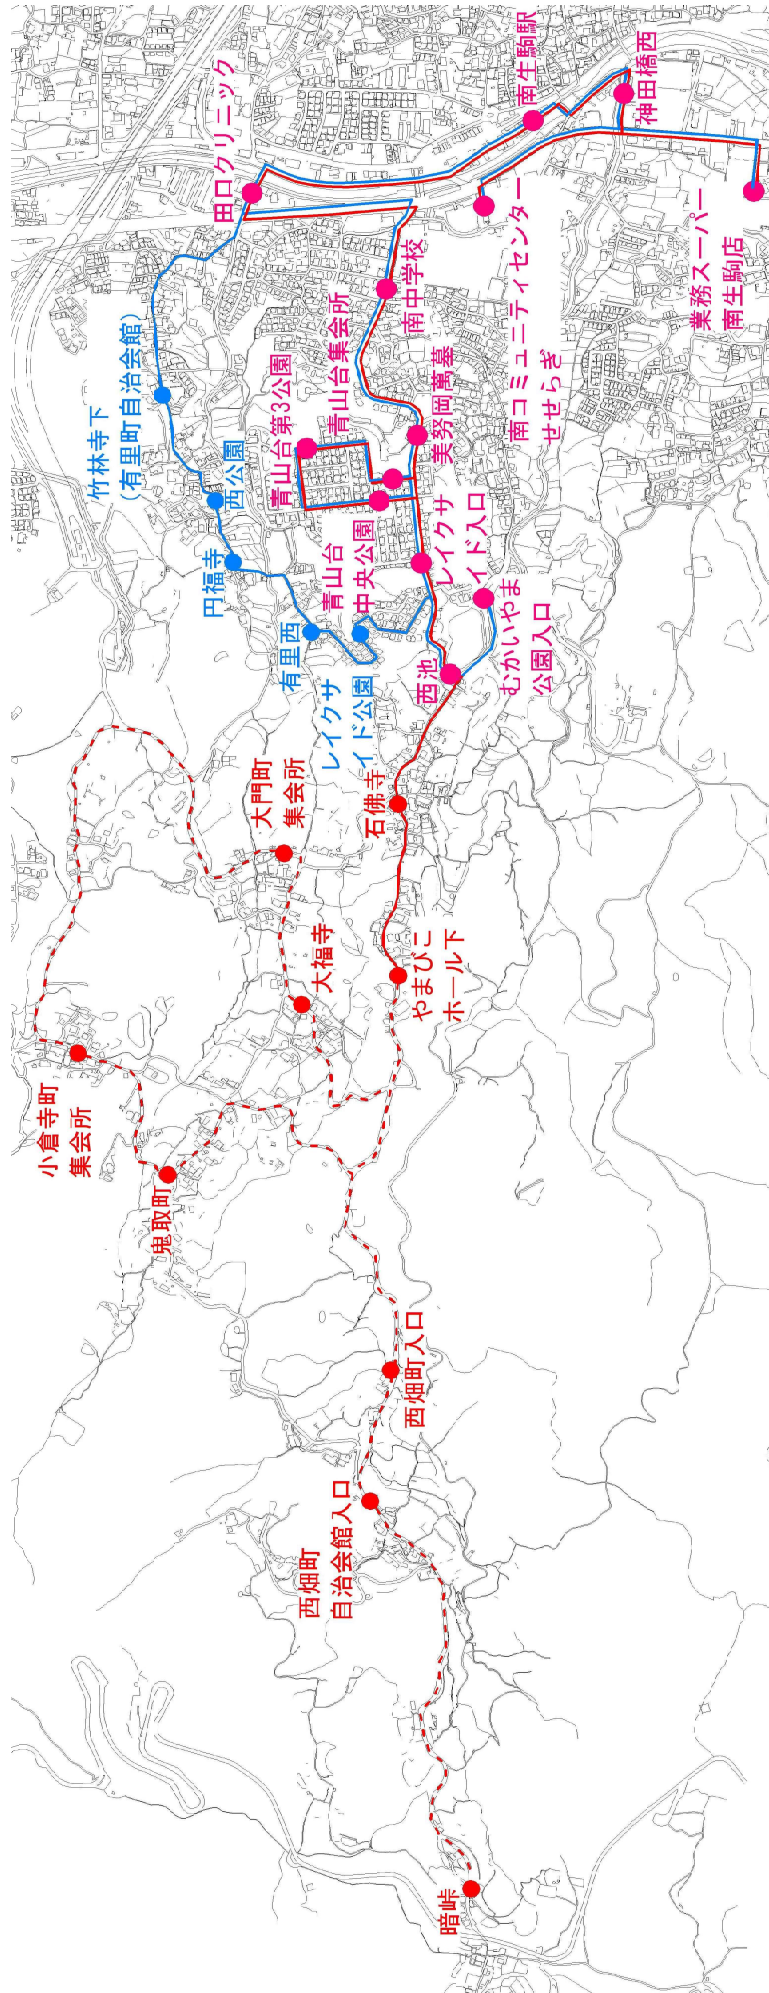 田口クリニック
南生駒駅
神田橋西
業務スーパー
南生駒店
南コミュニティセンター
せせらぎ
南中学校
美努岡萬墓
青山台集会所
青山台第3公園
青山台
中央公園
レイクサ
イド入口
むかいやま
公園入口
西池
竹林寺下
（有里町自治会館）
西公園
円福寺
有里西
レイクサ
イド公園
石佛寺
大門町
集会所
大福寺
やまびこ
ホール下
小倉寺町
集会所
鬼取町
西畑町入口
西畑町
自治会館入口
暗峠